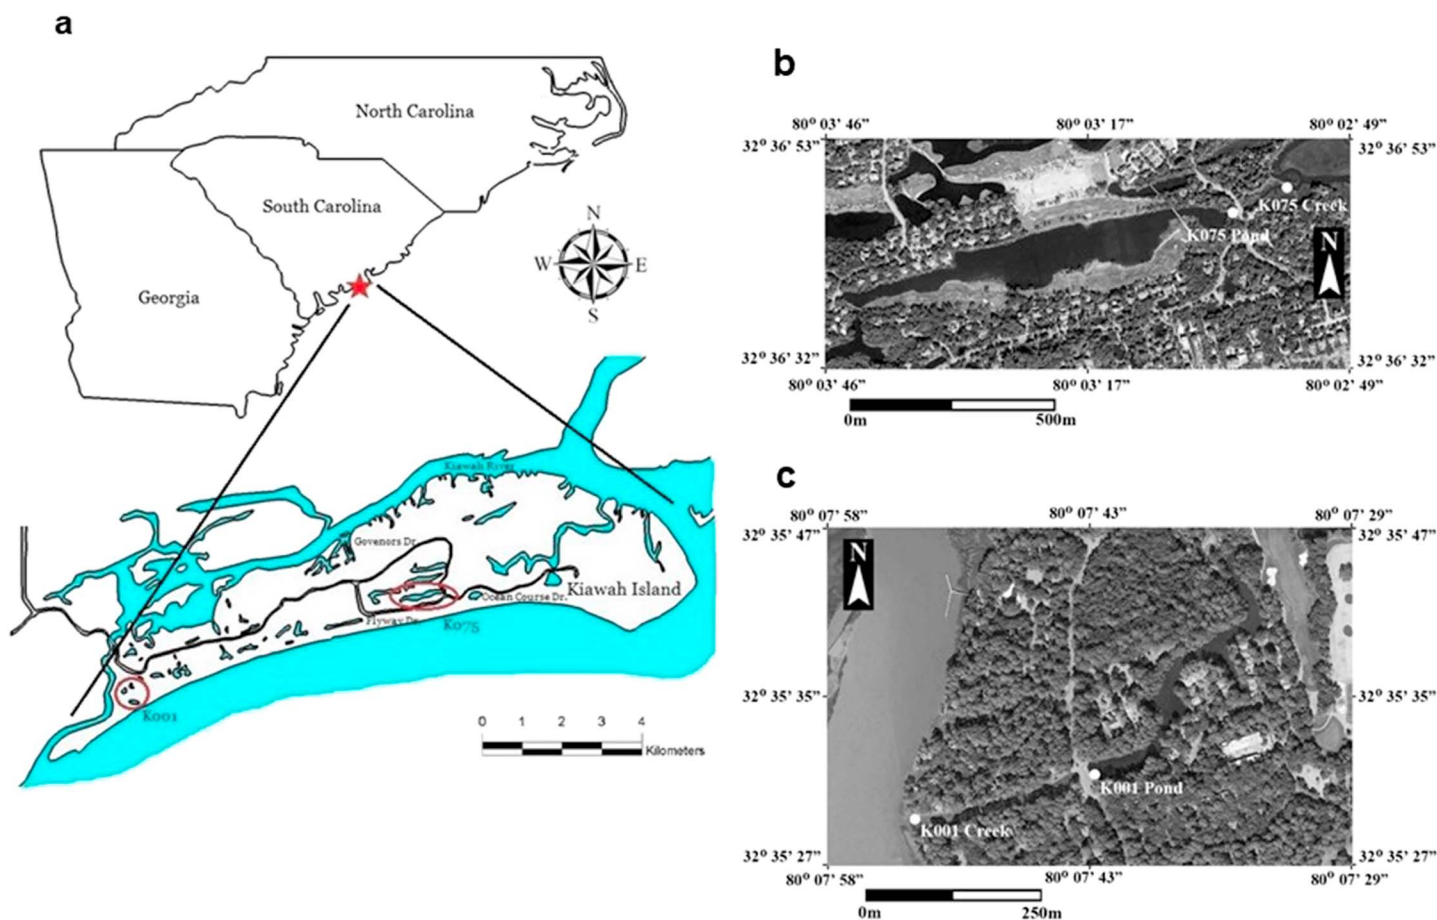 a
North Carolina
South Carolina
Georgia
N
W E
S
Kiawah River
Govenors Dr.
Kiawah Island
Ocean Course Dr.
Flyway Dr.
K075
K001
0 1 2 3 4
Kilometers
b
80° 03' 46" 80° 03' 17" 80° 02' 49"
32° 36' 53" 32° 36' 53"
K075 Creek
K075 Pond
N
32° 36' 32" 32° 36' 32"
80° 03' 46" 80° 03' 17" 80° 02' 49"
0m 500m
c
80° 07' 58" 80° 07' 43" 80° 07' 29"
32° 35' 47" 32° 35' 47"
N
32° 35' 35" 32° 35' 35"
K001 Pond
K001 Creek
32° 35' 27" 32° 35' 27"
80° 07' 58" 80° 07' 43" 80° 07' 29"
0m 250m